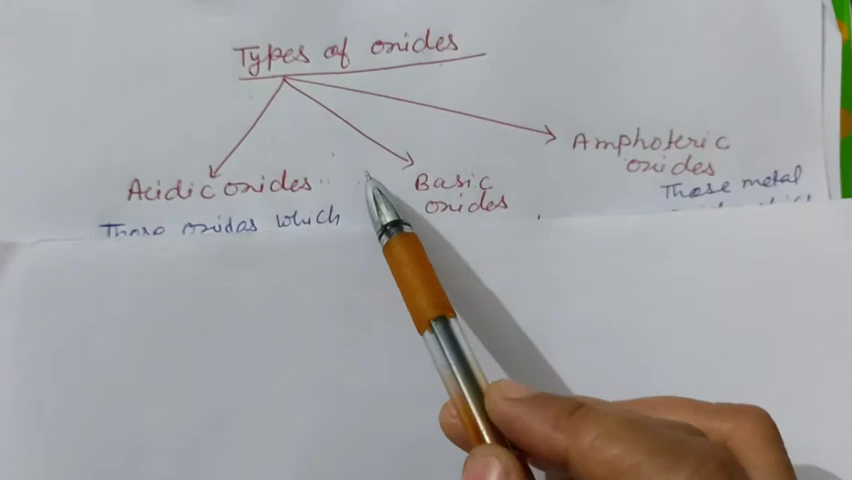 Types of oxides
Acidic oxides
Those oxides which
Basic
oxides
Amphoteric
oxides
Those metal